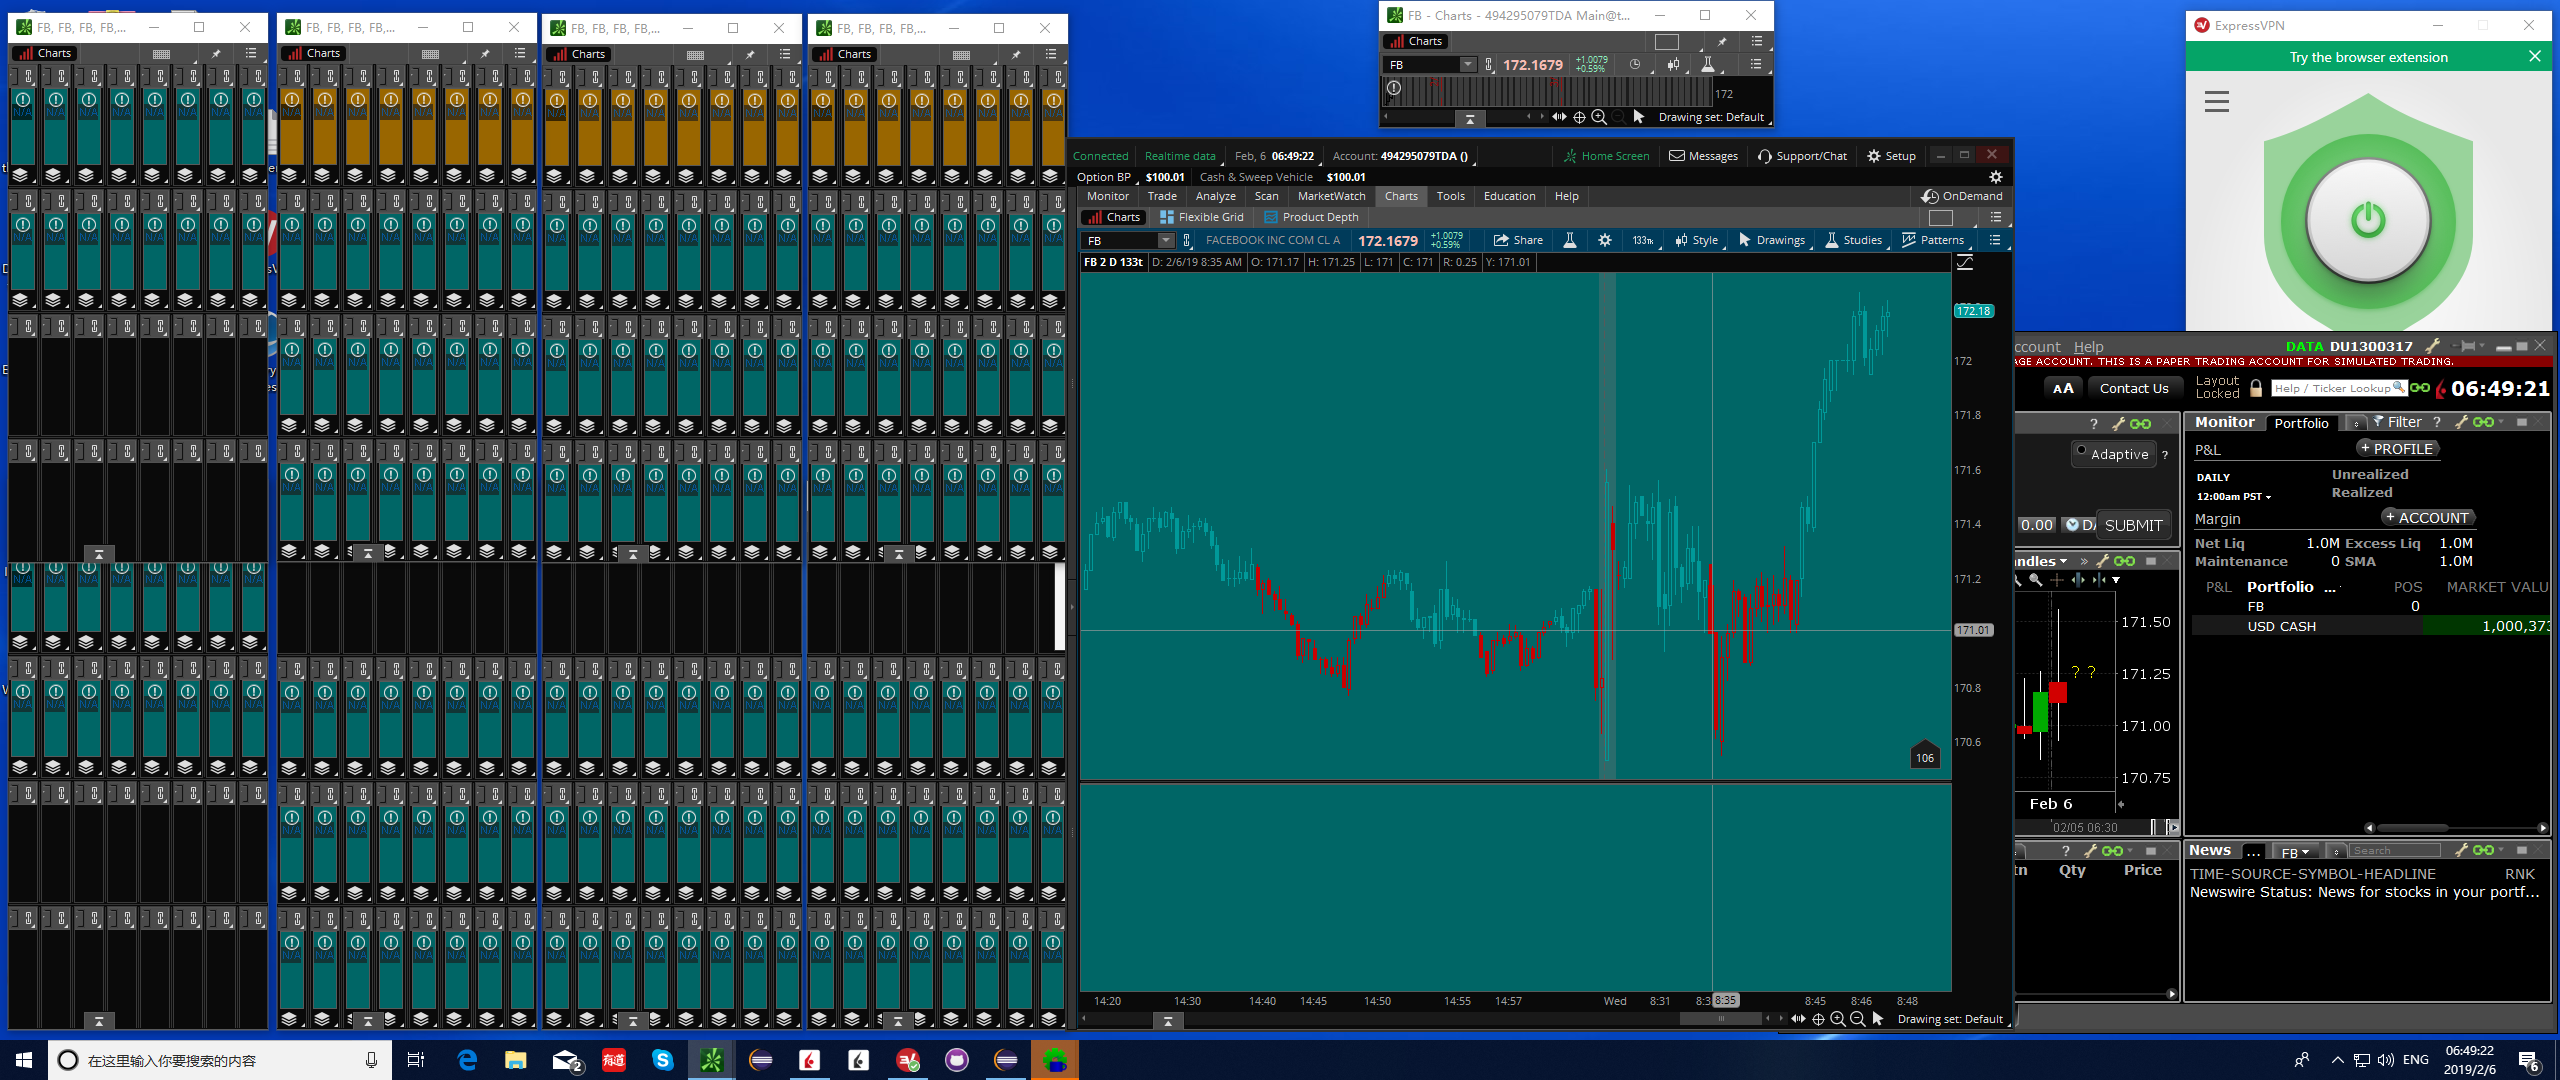 FB, FB, FB, FB,...
Charts
FB, FB, FB, FB,...
Charts
FB, FB, FB, FB,...
Charts
FB, FB, FB, FB,...
Charts
N/A
FB - Charts - 494295079TDA Main@t...
Charts
FB
172.1679
+1.0079
+0.59%
172
Drawing set: Default
ExpressVPN
Try the browser extension
Connected
Realtime data
Feb, 6 06:49:22
Account: 494295079TDA ()
Home Screen
Messages
Support/Chat
Setup
Option BP
$100.01
Cash & Sweep Vehicle
$100.01
Monitor
Trade
Analyze
Scan
MarketWatch
Charts
Tools
Education
Help
OnDemand
Charts
Flexible Grid
Product Depth
FB
FACEBOOK INC COM CL A
172.1679
+1.0079
+0.59%
Share
133tk
Style
Drawings
Studies
Patterns
FB 2 D 133t
D: 2/6/19 8:35 AM
O: 171.17
H: 171.25
L: 171
C: 171
R: 0.25
Y: 171.01
172.18
172
171.8
171.6
171.4
171.2
171.01
170.8
170.6
106
14:20
14:30
14:40
14:45
14:50
14:55
14:57
Wed
8:31
8:35
8:45
8:46
8:48
Drawing set: Default
ccount
Help
DATA DU1300317
AGE ACCOUNT. THIS IS A PAPER TRADING ACCOUNT FOR SIMULATED TRADING.
AA
Contact Us
Layout
Locked
Help / Ticker Lookup
06:49:21
Adaptive
?
0.00
DA
SUBMIT
ndles
171.50
? ?
171.25
171.00
170.75
Feb 6
02/05 06:30
tn
Qty
Price
Monitor
Portfolio
Filter
?
P&L
+ PROFILE
DAILY
Unrealized
12:00am PST
Realized
Margin
+ ACCOUNT
Net Liq
1.0M
Excess Liq
1.0M
Maintenance
0
SMA
1.0M
P&L
Portfolio ...
POS
MARKET VALU
FB
0
USD CASH
1,000,373
News
...
FB
Search
TIME-SOURCE-SYMBOL-HEADLINE
RNK
Newswire Status: News for stocks in your portf...
在这里输入你要搜索的内容
2
有道
ENG
06:49:22
2019/2/6
6